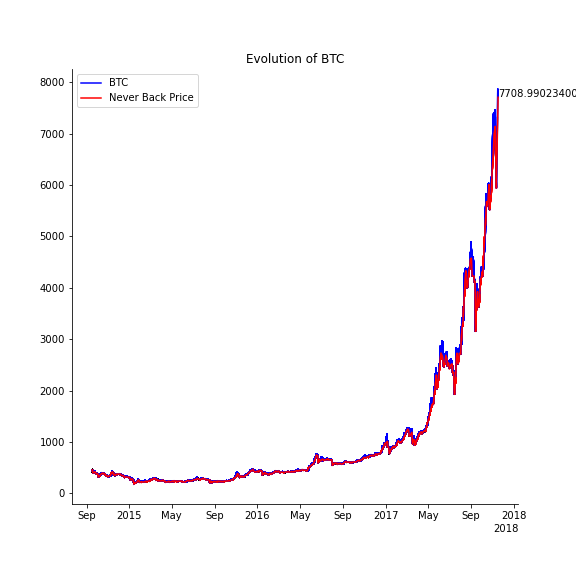 Evolution of BTC
BTC
Never Back Price
7708.99023400
8000
7000
6000
5000
4000
3000
2000
1000
0
Sep 2015 May Sep 2016 May Sep 2017 May Sep 2018
2018